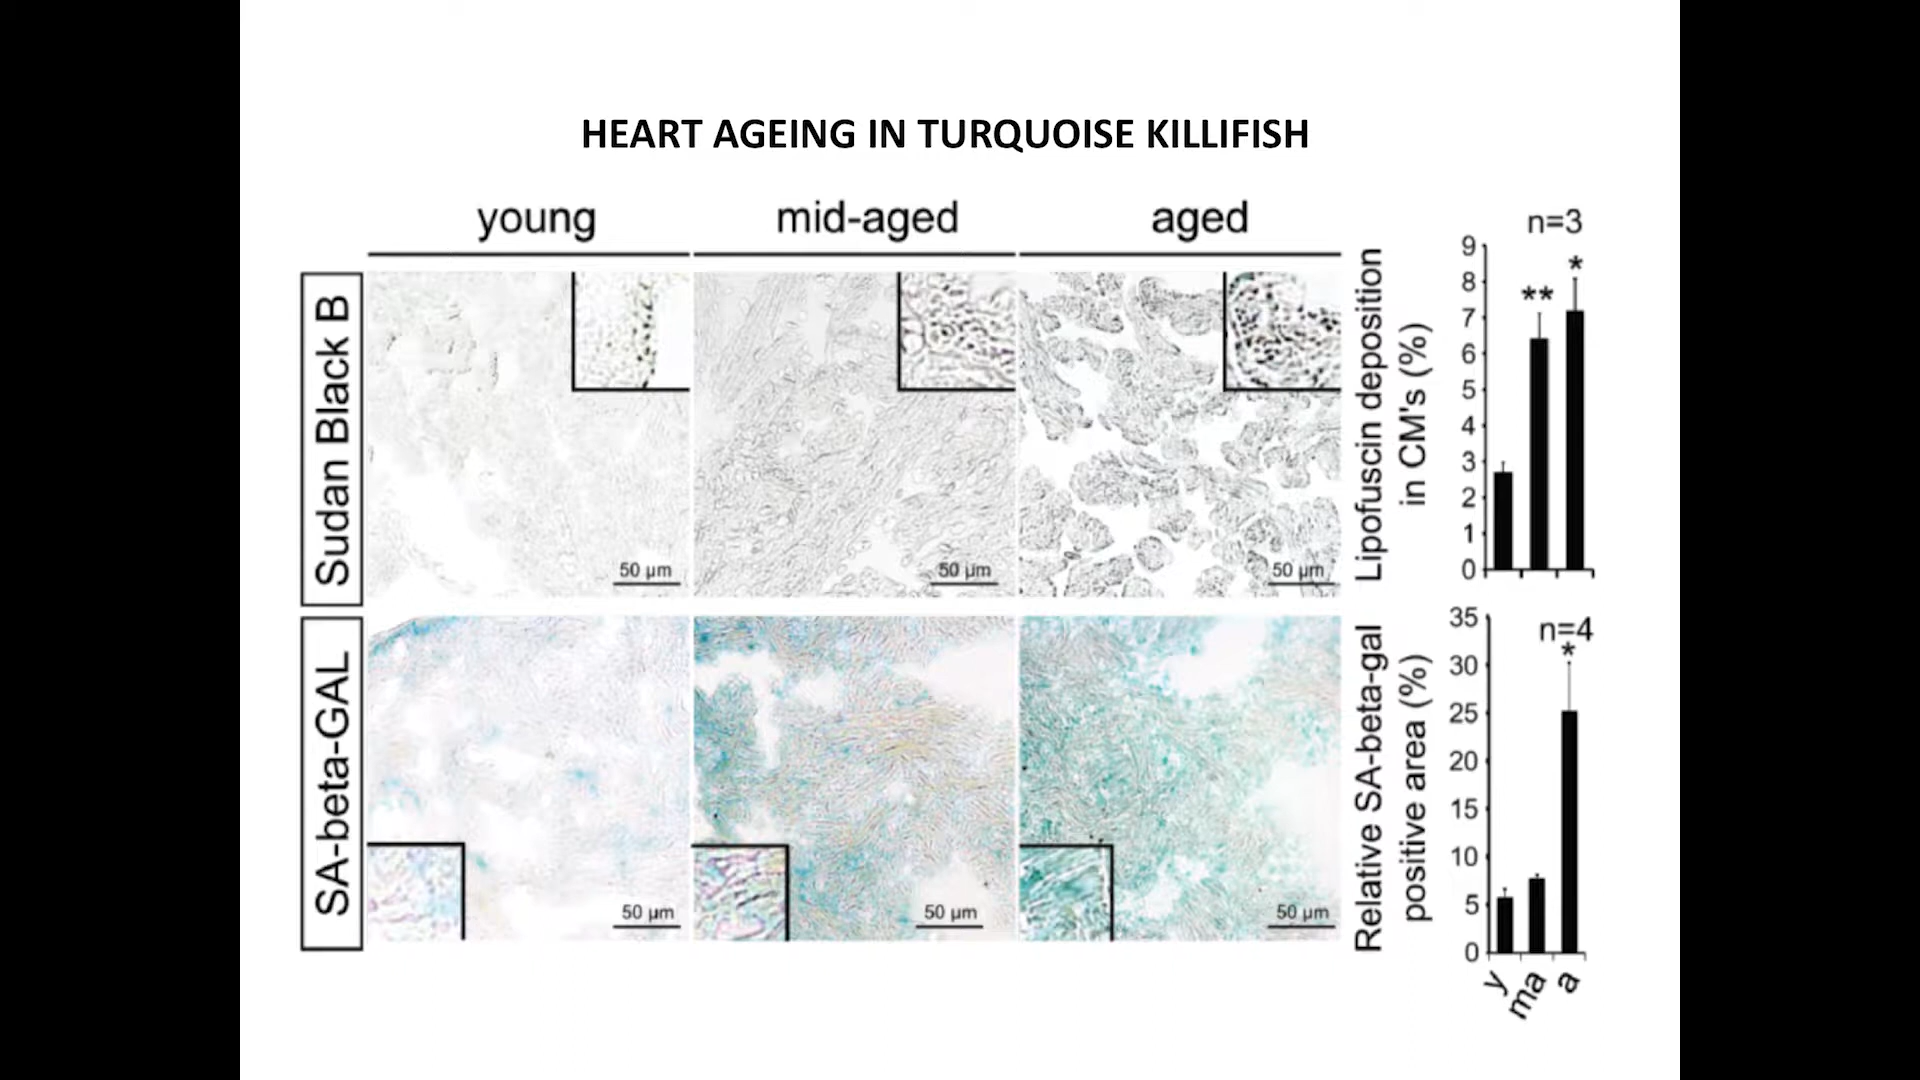 HEART AGEING IN TURQUOISE KILLIFISH
young
mid-aged
aged
Sudan Black B
50 µm
50 µm
50 µm
Lipofuscin deposition
in CM's (%)
n=3
9
8
7
6
5
4
3
2
1
0
**
*
SA-beta-GAL
50 µm
50 µm
50 µm
Relative SA-beta-gal
positive area (%)
n=4
*
35
30
25
20
15
10
5
0
y
ma
a